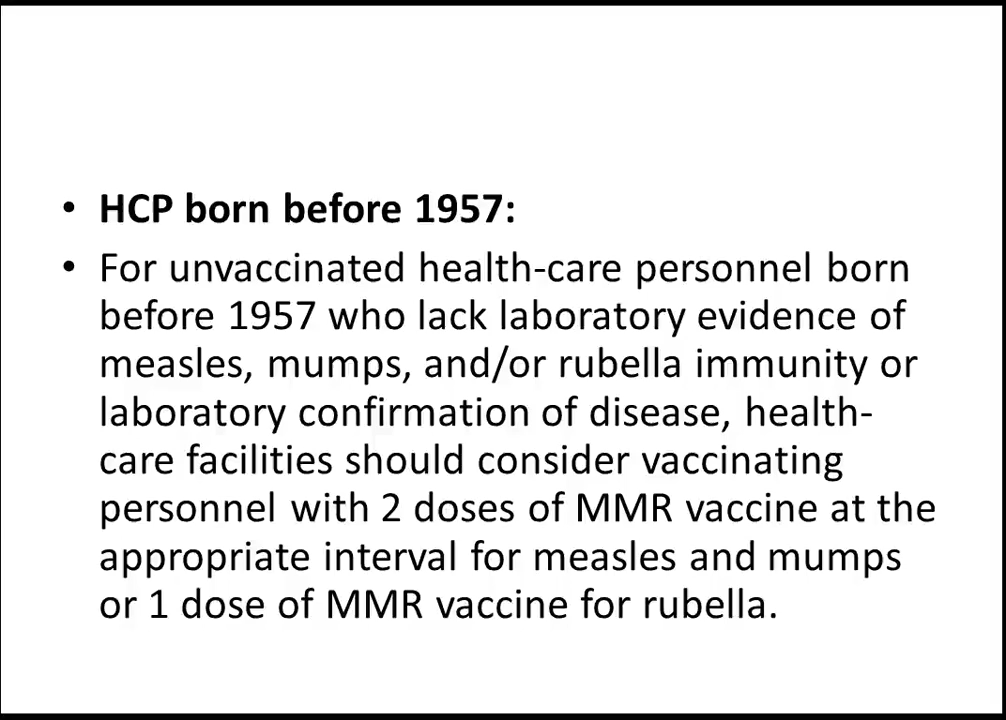 • HCP born before 1957:
• For unvaccinated health-care personnel born
before 1957 who lack laboratory evidence of
measles, mumps, and/or rubella immunity or
laboratory confirmation of disease, health-
care facilities should consider vaccinating
personnel with 2 doses of MMR vaccine at the
appropriate interval for measles and mumps
or 1 dose of MMR vaccine for rubella.